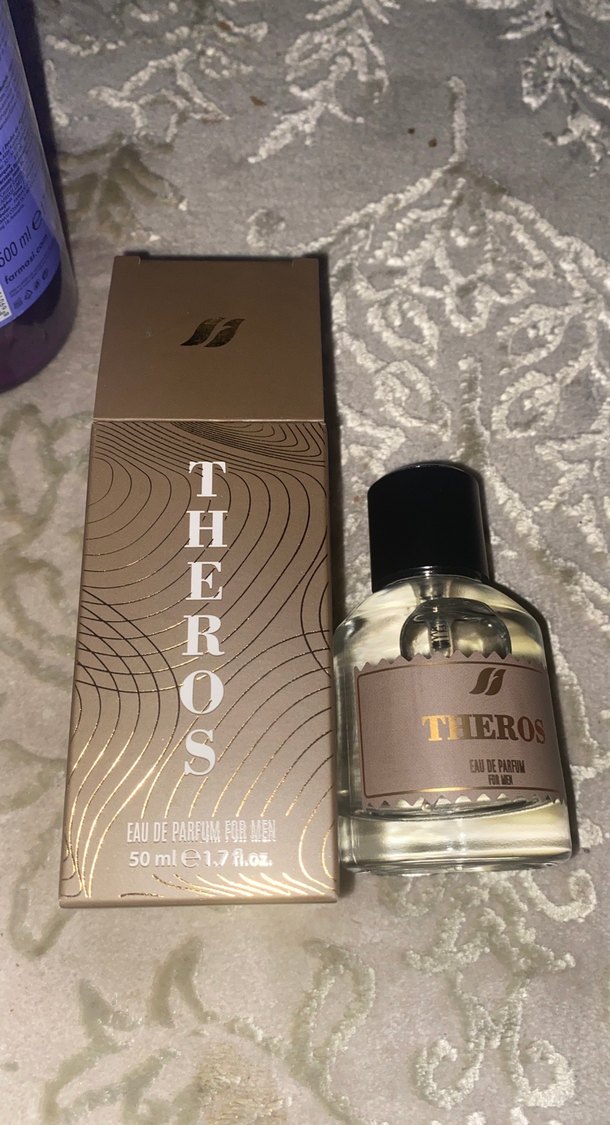 500 ml e
farmasi.com
THEROS
EAU DE PARFUM FOR MEN
50 ml e 1.7 fl.oz.
THEROS
EAU DE PARFUM
FOR MEN